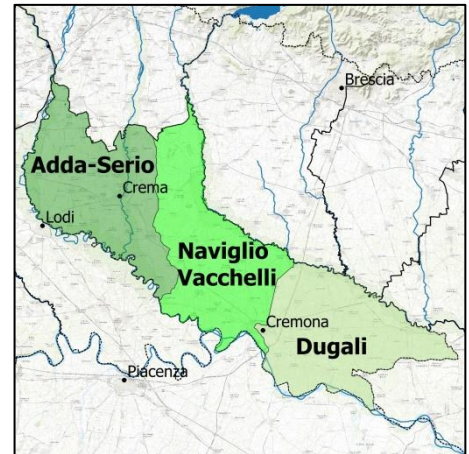 Brescia
Adda-Serio
Crema
Lodi
Naviglio
Vacchelli
Cremona
Dugali
Piacenza